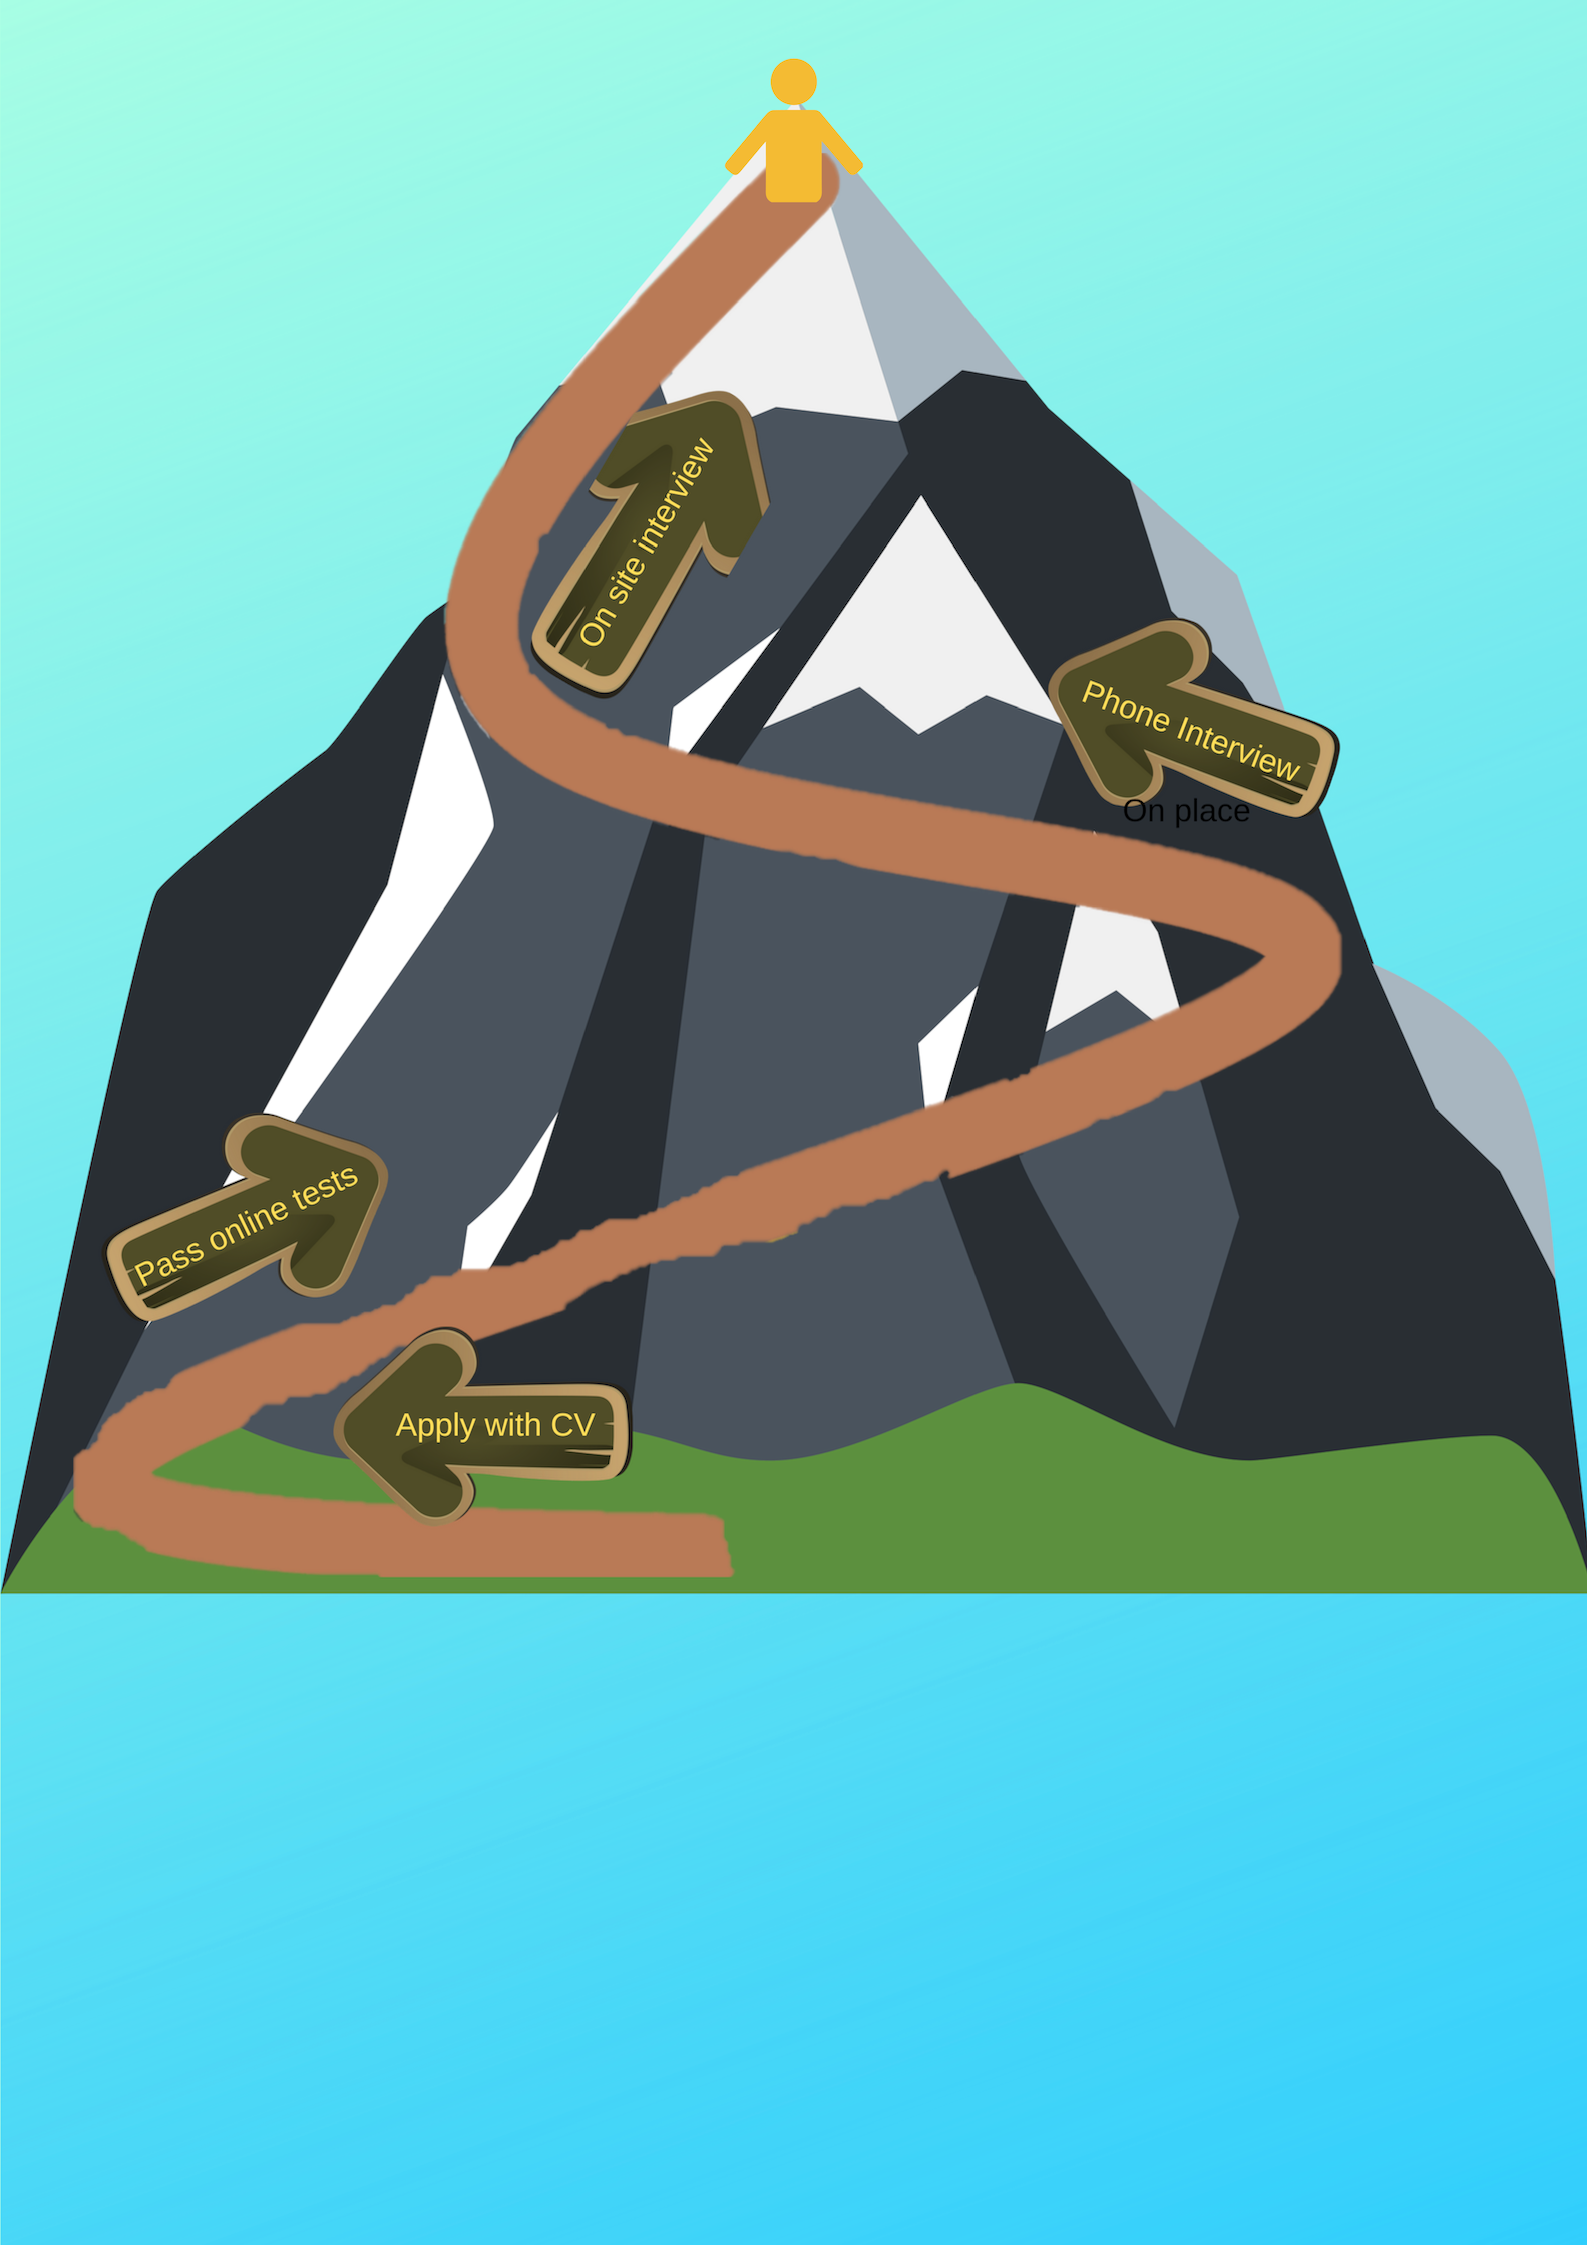 On site interview
Phone Interview
On place
Pass online tests
Apply with CV